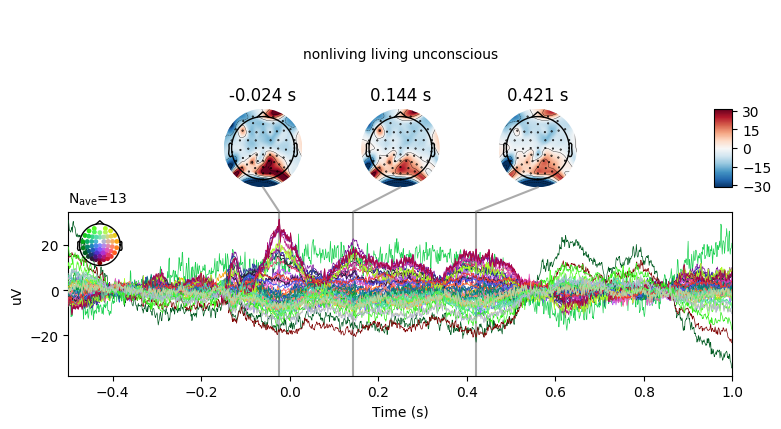 nonliving living unconscious
-0.024 s 0.144 s 0.421 s
30
15
0
−15
−30
Nave=13
20
0
−20
uV
−0.4 −0.2 0.0 0.2 0.4 0.6 0.8 1.0
Time (s)